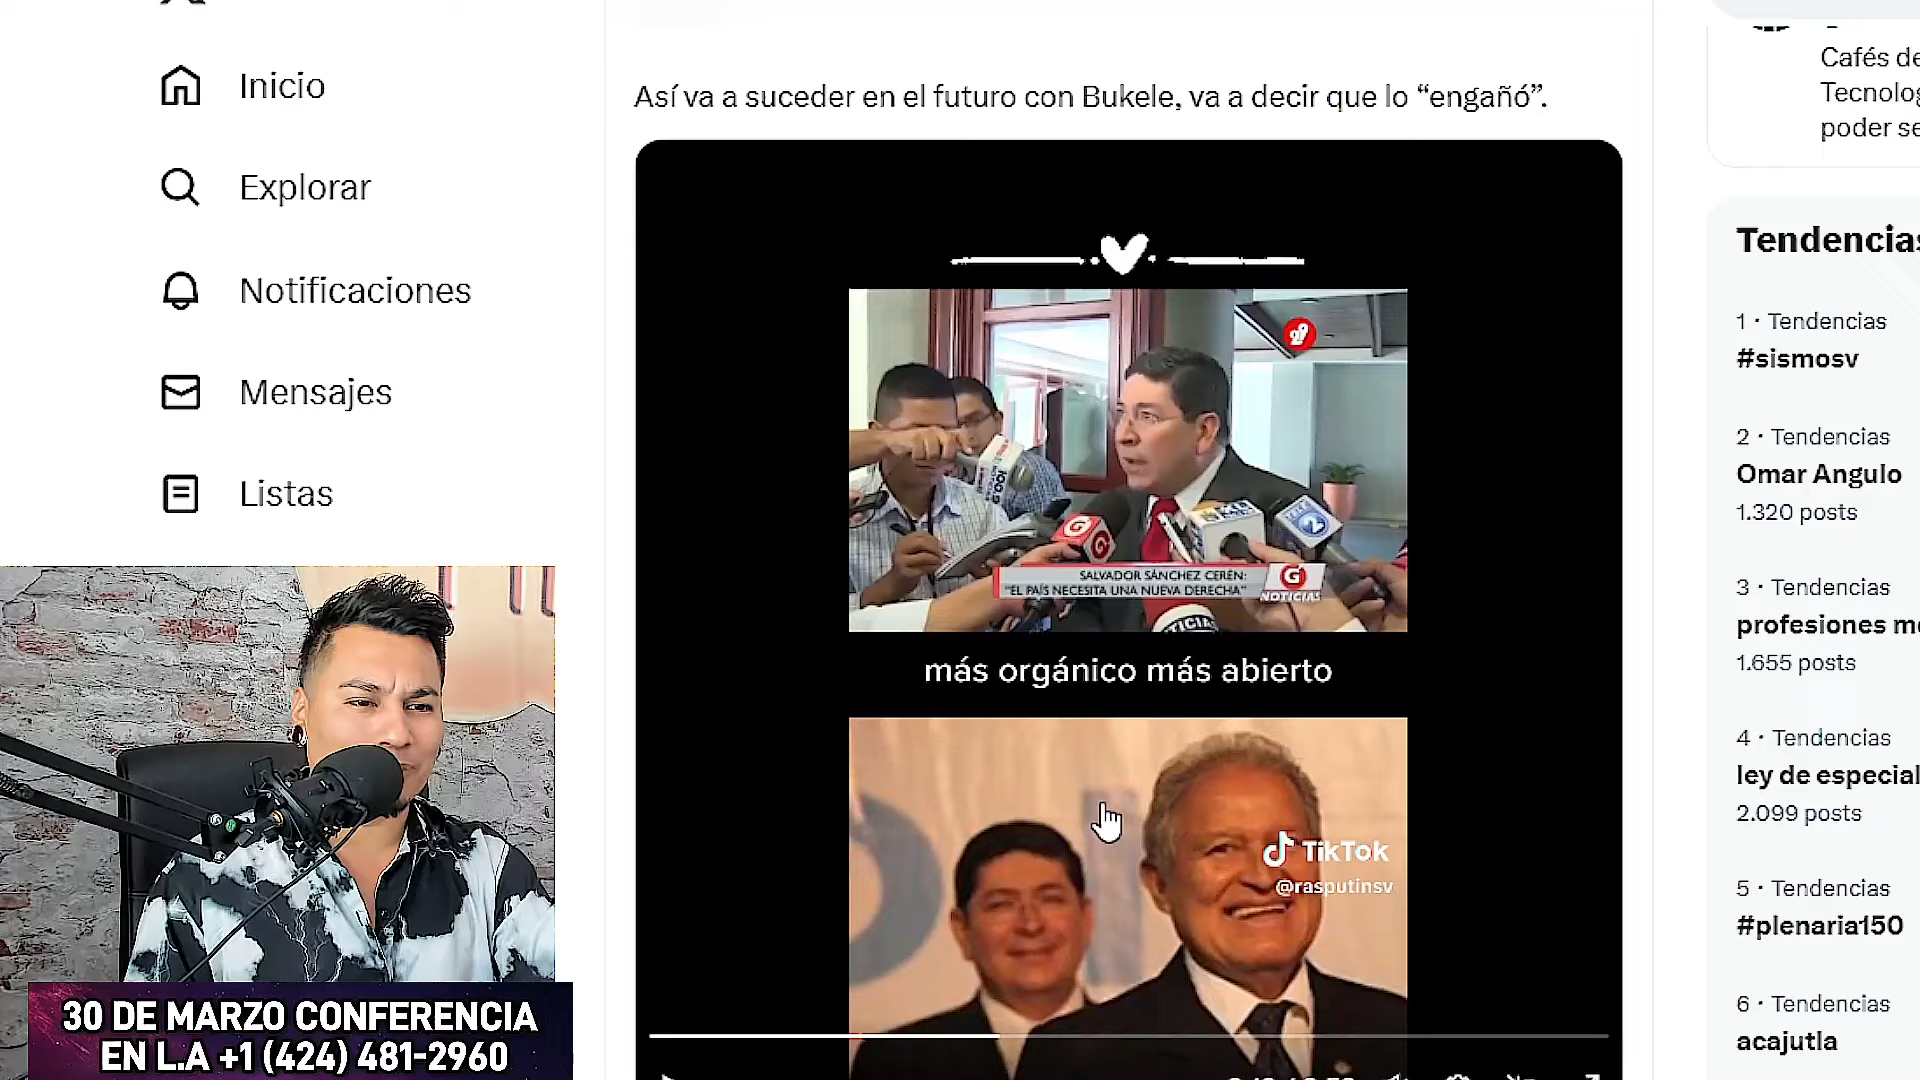 Inicio
Explorar
Notificaciones
Mensajes
Listas
Así va a suceder en el futuro con Bukele, va a decir que lo “engañó”.
SALVADOR SÁNCHEZ CERÉN:
"EL PAÍS NECESITA UNA NUEVA DERECHA"
G
NOTICIAS
más orgánico más abierto
TikTok
@rasputinsv
30 DE MARZO CONFERENCIA
EN L.A +1 (424) 481-2960
Cafés de
Tecnolog
poder se
Tendencias
1 · Tendencias
#sismosv
2 · Tendencias
Omar Angulo
1.320 posts
3 · Tendencias
profesiones me
1.655 posts
4 · Tendencias
ley de especial
2.099 posts
5 · Tendencias
#plenaria150
6 · Tendencias
acajutla